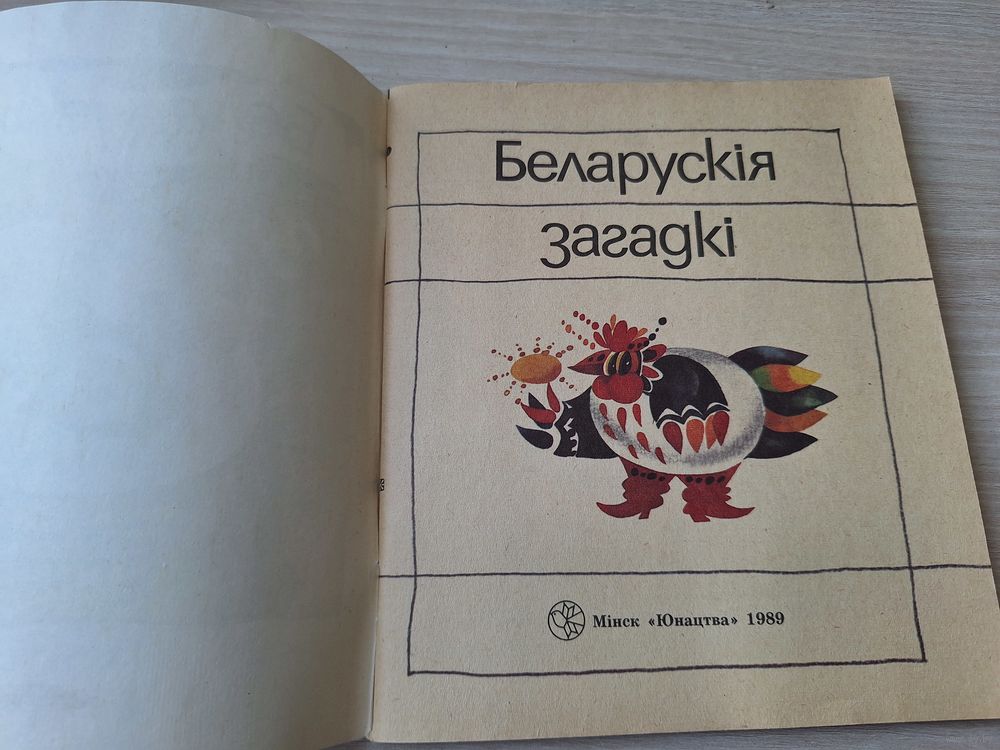 Беларускія
загадкі
Мінск «Юнацтва» 1989